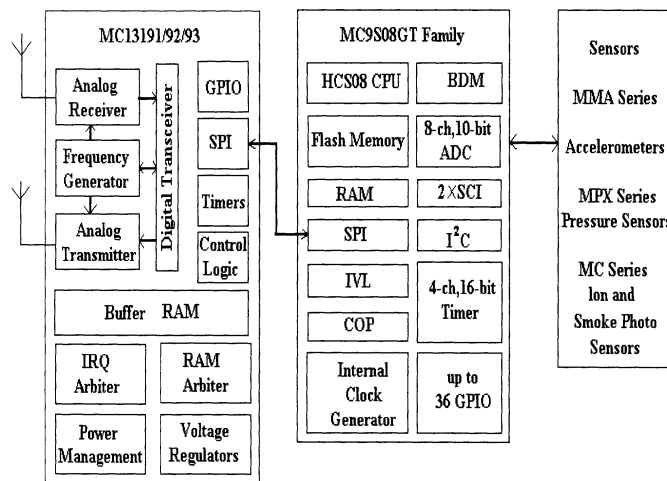 MC13191/92/93
Analog
Receiver
Frequency
Generator
Analog
Transmitter
Digital Transceiver
GPIO
SPI
Timers
Control
Logic
Buffer RAM
IRQ
Arbiter
RAM
Arbiter
Power
Management
Voltage
Regulators
MC9S08GT Family
HCS08 CPU
BDM
Flash Memory
8-ch,10-bit
ADC
RAM
2×SCI
SPI
I²C
IVL
COP
4-ch,16-bit
Timer
Internal
Clock
Generator
up to
36 GPIO
Sensors
MMA Series
Accelerometers
MPX Series
Pressure Sensors
MC Series
Ion and
Smoke Photo
Sensors